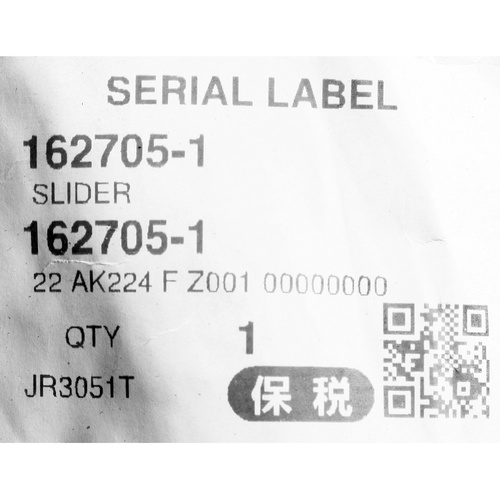 SERIAL LABEL
162705-1
SLIDER
162705-1
22 AK224 F Z001 00000000
QTY 1
JR3051T 保税